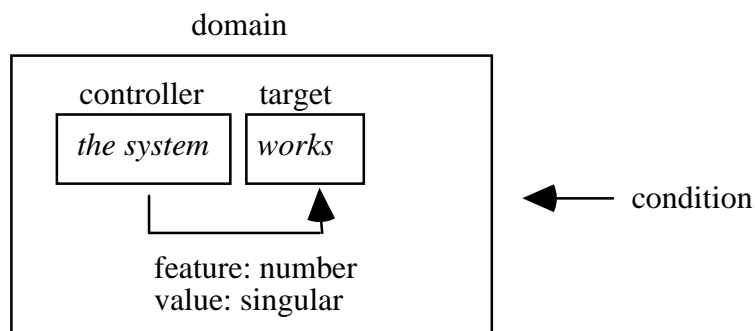 domain
controller target
the system works
condition
feature: number
value: singular